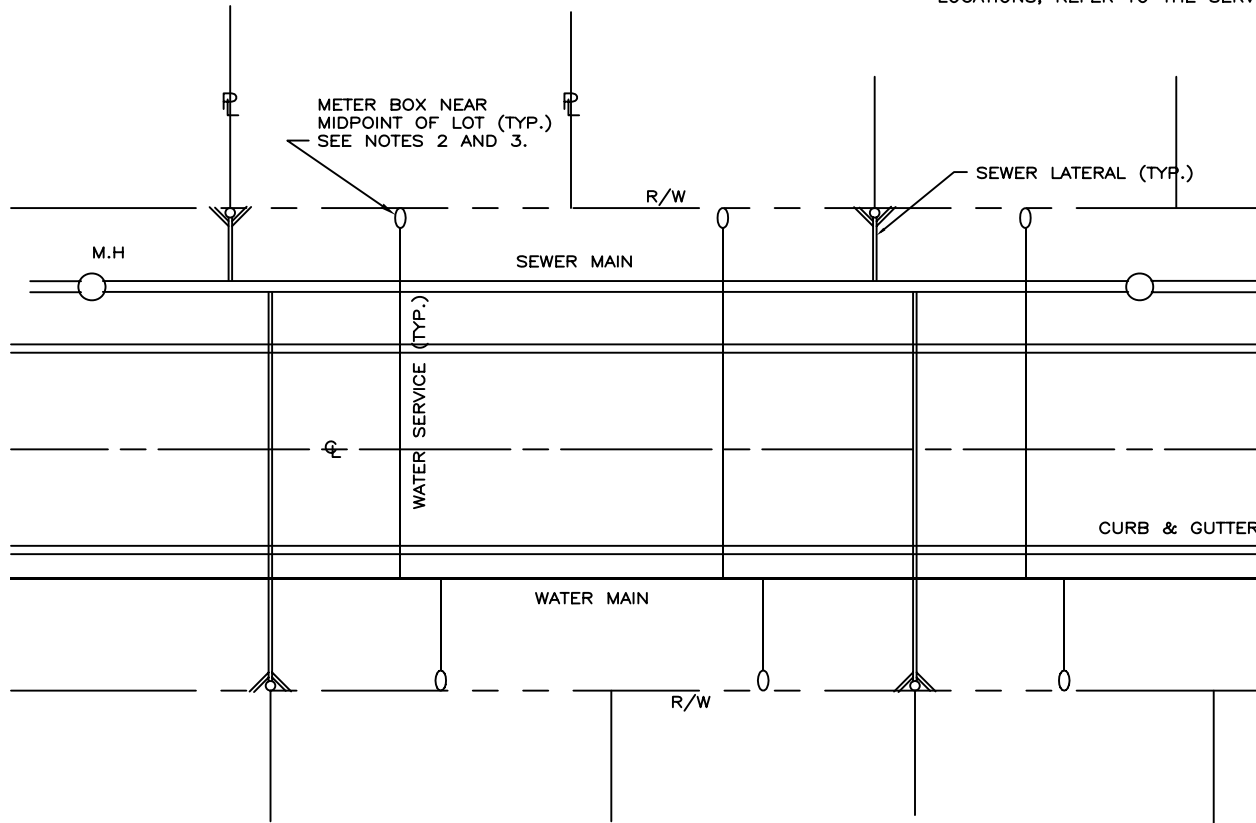 LOCATIONS, REFER TO THE SERV
PL
PL
METER BOX NEAR
MIDPOINT OF LOT (TYP.)
SEE NOTES 2 AND 3.
SEWER LATERAL (TYP.)
R/W
M.H
SEWER MAIN
WATER SERVICE (TYP.)
CL
CURB & GUTTER
WATER MAIN
R/W